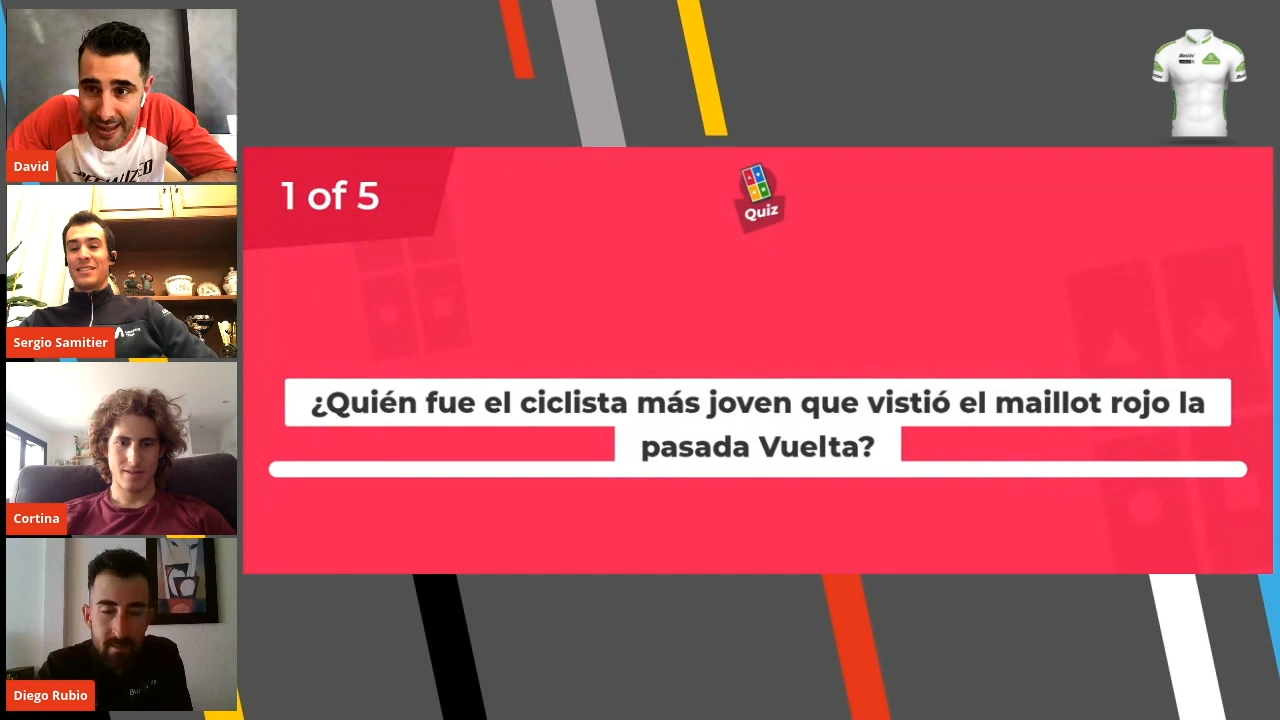 David
Sergio Samitier
Cortina
Diego Rubio
1 of 5
Quiz
¿Quién fue el ciclista más joven que vistió el maillot rojo la
pasada Vuelta?